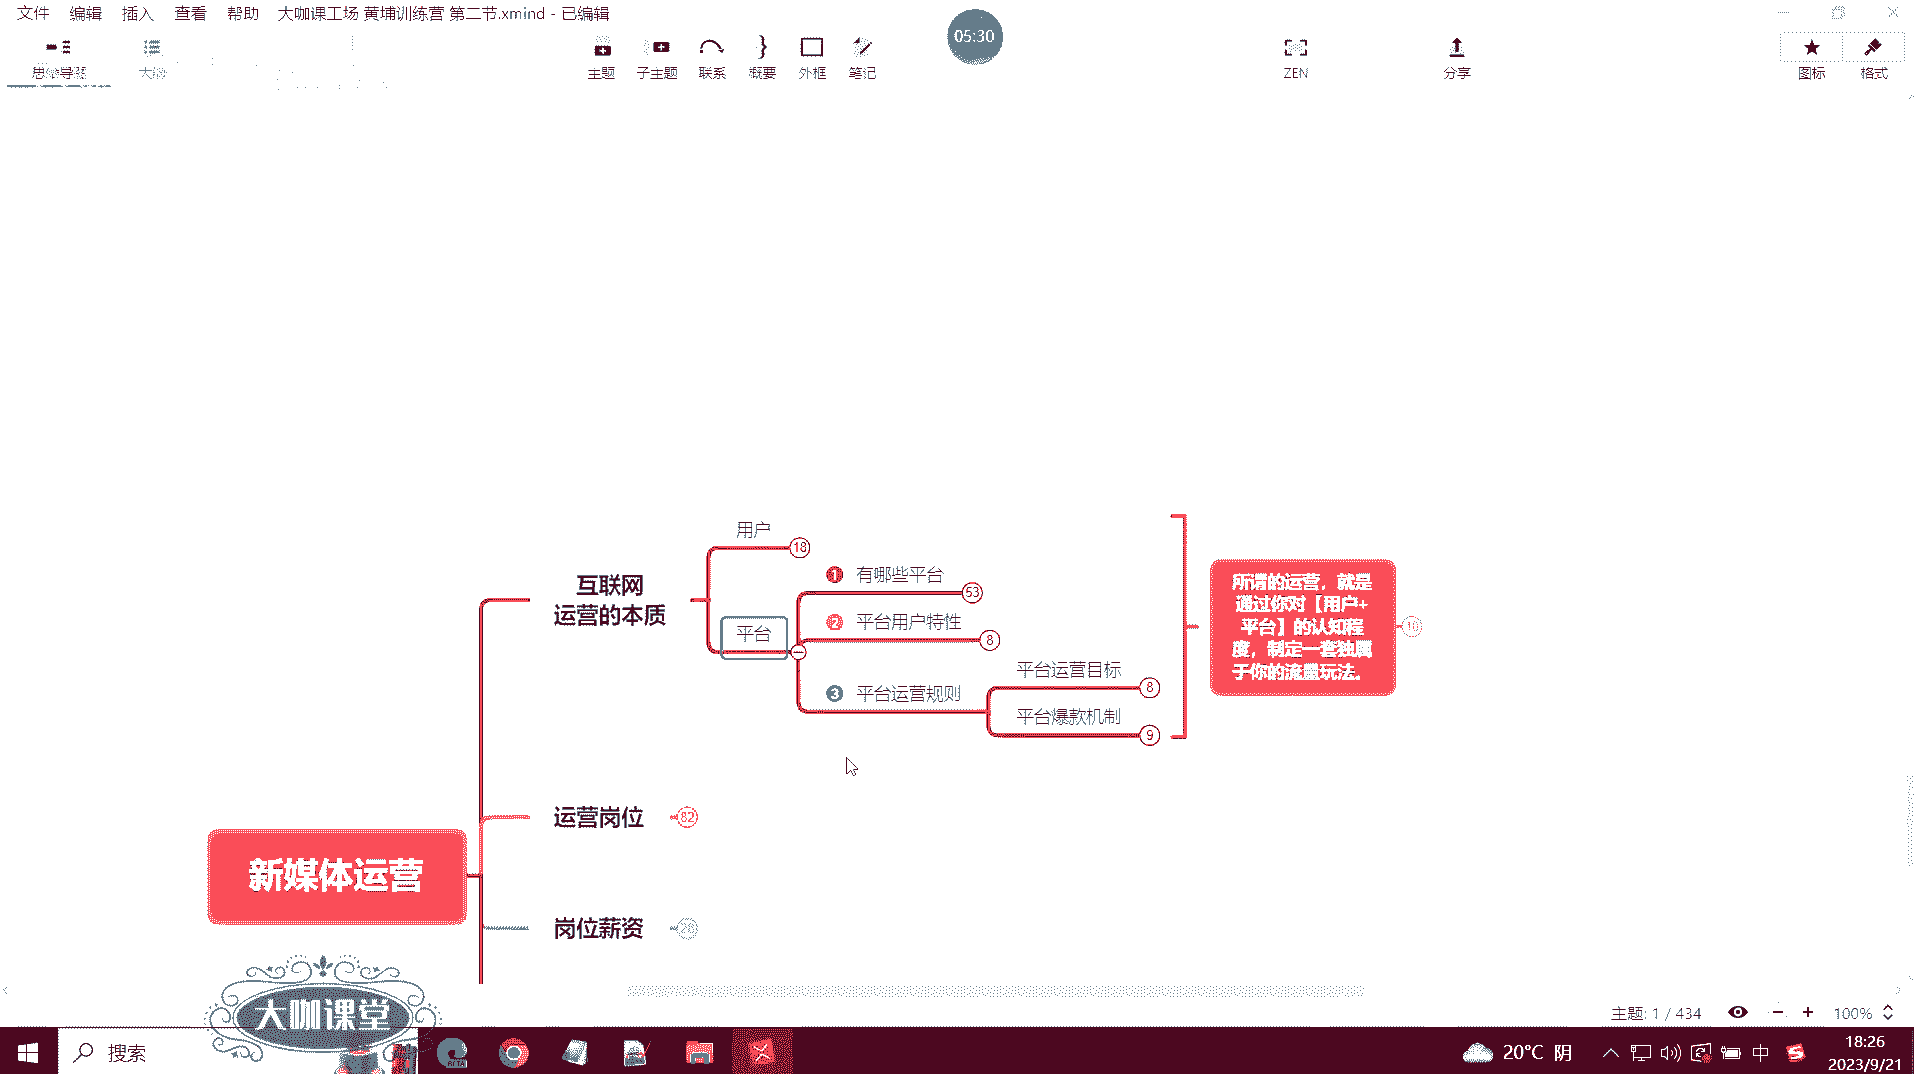 文件 编辑 插入 查看 帮助 大咖课工场 黄埔训练营 第二节.xmind - 已编辑
05:30
思维导图 大纲 主题 子主题 联系 概要 外框 笔记 ZEN 分享 图标 格式
用户 18
1 有哪些平台 53
互联网
运营的本质
平台
2 平台用户特性 8
3 平台运营规则
平台运营目标 8
平台爆款机制 9
所谓的运营，就是
通过你对【用户+
平台】的认知程
度，制定一套独属
于你的流量玩法。
10
运营岗位 82
新媒体运营
岗位薪资
大咖课堂
主题: 1 / 434 100%
搜索
20°C 阴
中
18:26
2023/9/21